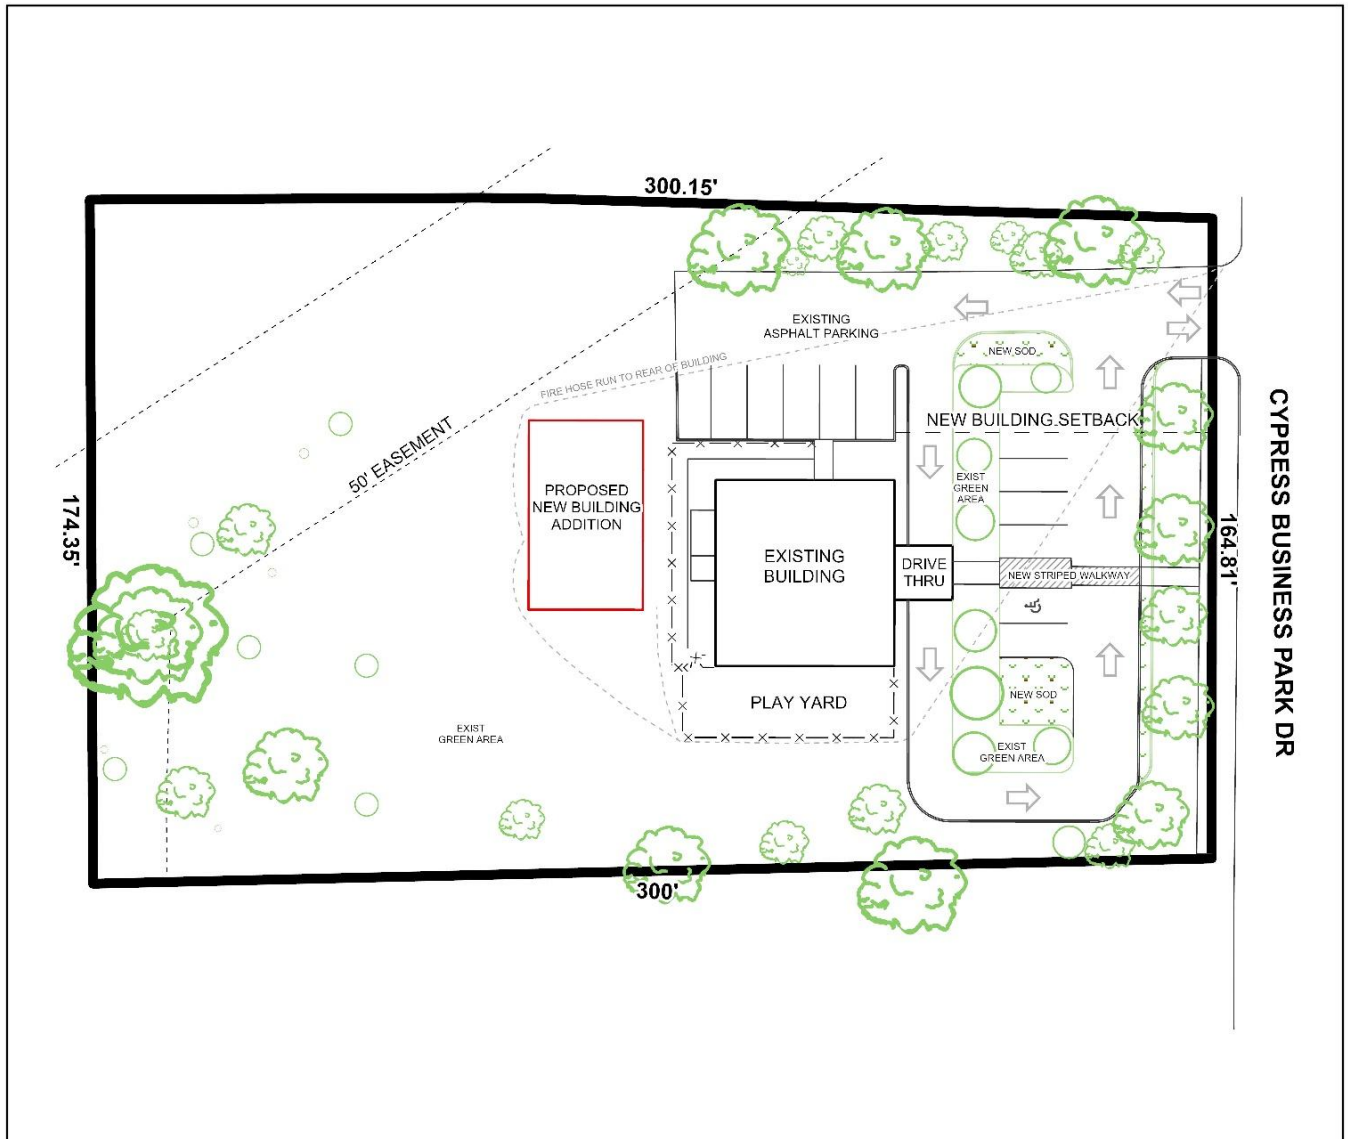 300.15'
EXISTING
ASPHALT PARKING
NEW SOD
FIRE HOSE RUN TO REAR OF BUILDING
NEW BUILDING SETBACK
50' EASEMENT
PROPOSED
NEW BUILDING
ADDITION
EXIST
GREEN
AREA
EXISTING
BUILDING
DRIVE
THRU
NEW STRIPED WALKWAY
174.35'
164.81'
CYPRESS BUSINESS PARK DR
PLAY YARD
NEW SOD
EXIST
GREEN AREA
EXIST
GREEN AREA
300'